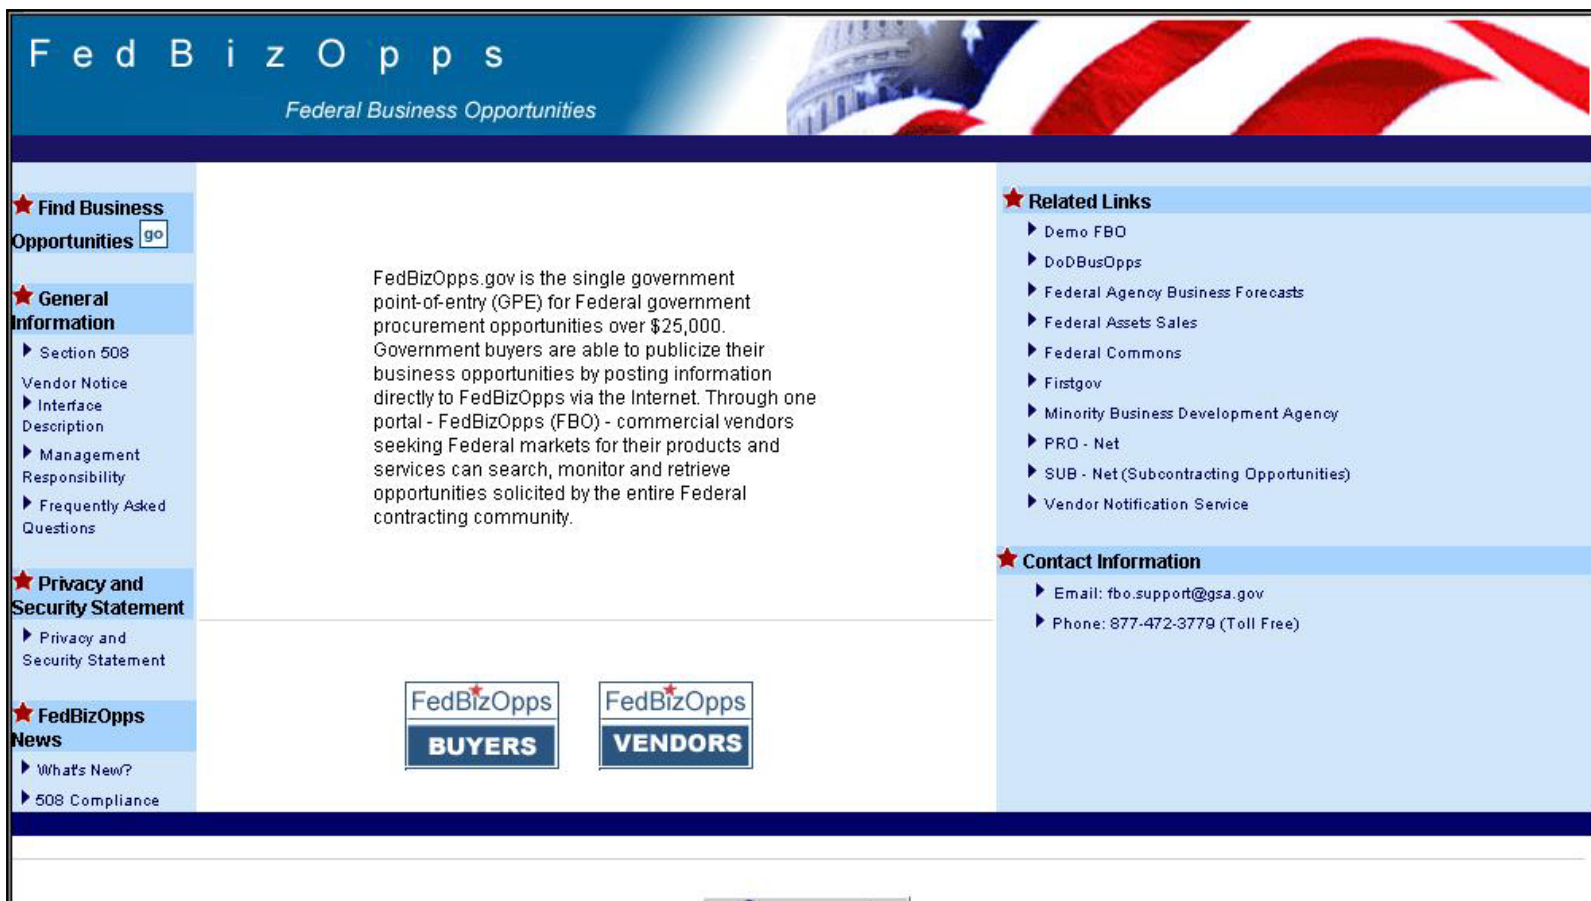 FedBizOpps
Federal Business Opportunities
Find Business
Opportunities go
General
Information
Section 508
Vendor Notice
Interface
Description
Management
Responsibility
Frequently Asked
Questions
Privacy and
Security Statement
Privacy and
Security Statement
FedBizOpps
News
What's New?
508 Compliance
FedBizOpps.gov is the single government
point-of-entry (GPE) for Federal government
procurement opportunities over $25,000.
Government buyers are able to publicize their
business opportunities by posting information
directly to FedBizOpps via the Internet. Through one
portal - FedBizOpps (FBO) - commercial vendors
seeking Federal markets for their products and
services can search, monitor and retrieve
opportunities solicited by the entire Federal
contracting community.
FedBizOpps
BUYERS
FedBizOpps
VENDORS
Related Links
Demo FBO
DoDBusOpps
Federal Agency Business Forecasts
Federal Assets Sales
Federal Commons
Firstgov
Minority Business Development Agency
PRO - Net
SUB - Net (Subcontracting Opportunities)
Vendor Notification Service
Contact Information
Email: fbo.support@gsa.gov
Phone: 877-472-3779 (Toll Free)